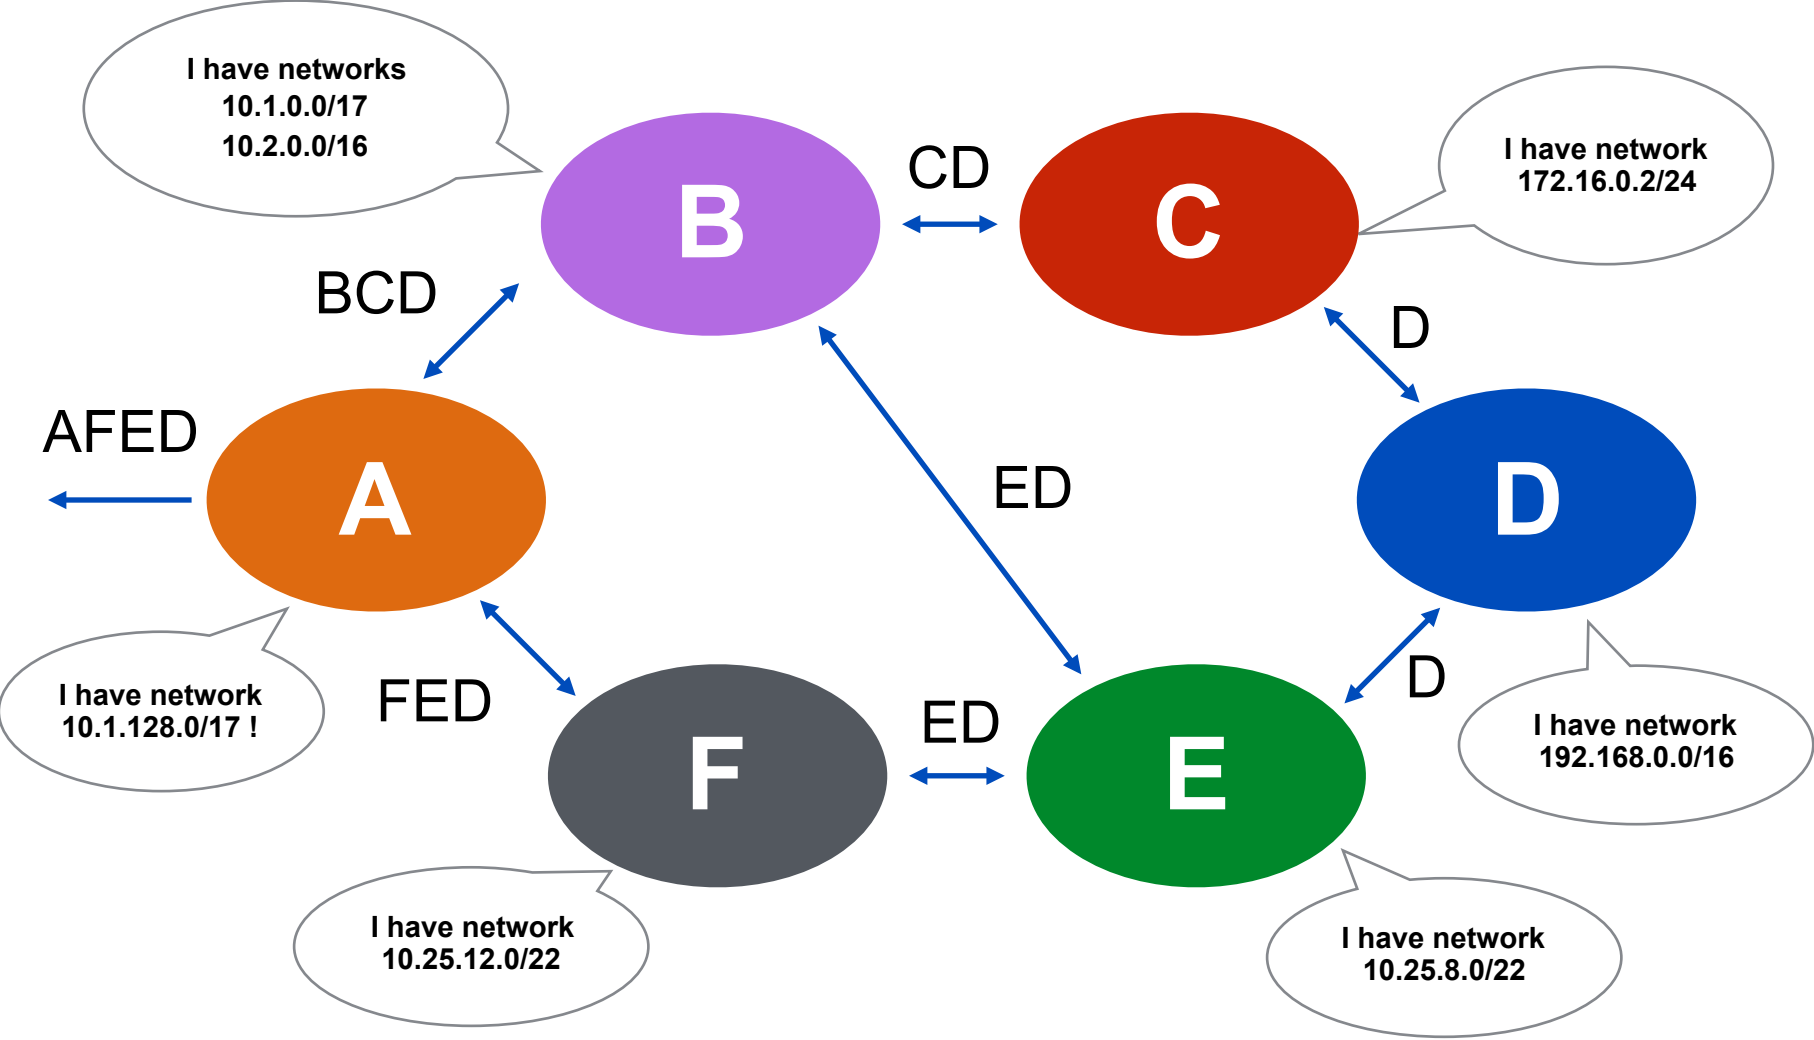 I have networks
10.1.0.0/17
10.2.0.0/16
B
CD
C
I have network
172.16.0.2/24
BCD
D
AFED
A
ED
D
I have network
10.1.128.0/17 !
FED
F
ED
E
D
I have network
192.168.0.0/16
I have network
10.25.12.0/22
I have network
10.25.8.0/22